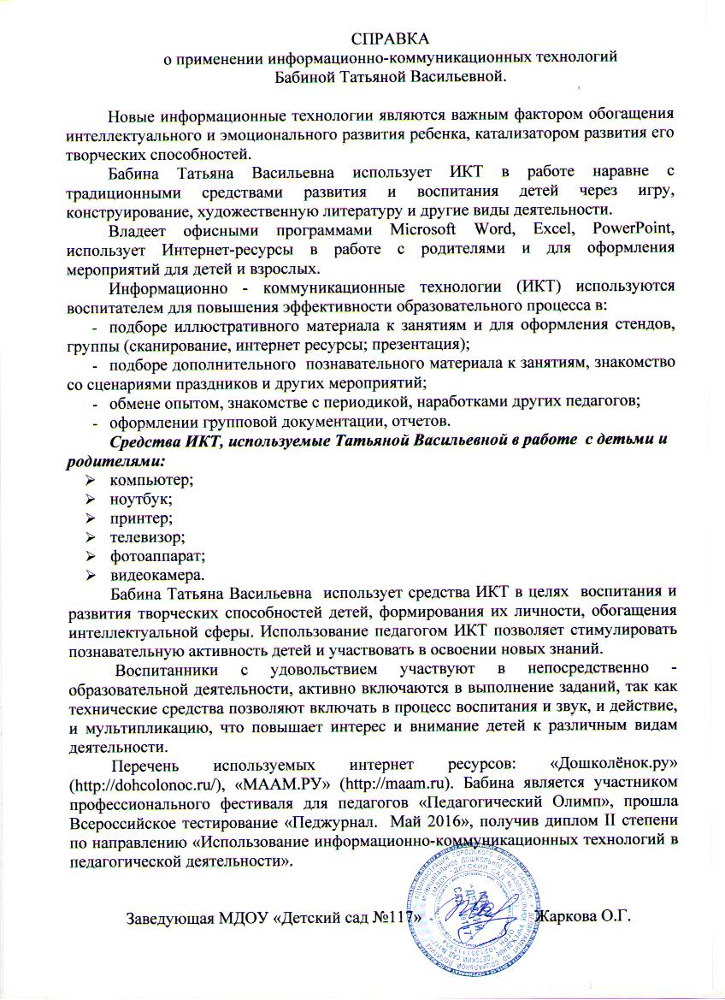 СПРАВКА
о применении информационно-коммуникационных технологий
Бабиной Татьяной Васильевной.
Новые информационные технологии являются важным фактором обогащения
интеллектуального и эмоционального развития ребенка, катализатором развития его
творческих способностей.
Бабина Татьяна Васильевна использует ИКТ в работе наравне с
традиционными средствами развития и воспитания детей через игру,
конструирование, художественную литературу и другие виды деятельности.
Владеет офисными программами Microsoft Word, Excel, PowerPoint,
использует Интернет-ресурсы в работе с родителями и для оформления
мероприятий для детей и взрослых.
Информационно - коммуникационные технологии (ИКТ) используются
воспитателем для повышения эффективности образовательного процесса в:
- подборе иллюстративного материала к занятиям и для оформления стендов,
группы (сканирование, интернет ресурсы; презентация);
- подборе дополнительного познавательного материала к занятиям, знакомство
со сценариями праздников и других мероприятий;
- обмене опытом, знакомстве с периодикой, наработками других педагогов;
- оформлении групповой документации, отчетов.
Средства ИКТ, используемые Татьяной Васильевной в работе с детьми и
родителями:
➢ компьютер;
➢ ноутбук;
➢ принтер;
➢ телевизор;
➢ фотоаппарат;
➢ видеокамера.
Бабина Татьяна Васильевна использует средства ИКТ в целях воспитания и
развития творческих способностей детей, формирования их личности, обогащения
интеллектуальной сферы. Использование педагогом ИКТ позволяет стимулировать
познавательную активность детей и участвовать в освоении новых знаний.
Воспитанники с удовольствием участвуют в непосредственно -
образовательной деятельности, активно включаются в выполнение заданий, так как
технические средства позволяют включать в процесс воспитания и звук, и действие,
и мультипликацию, что повышает интерес и внимание детей к различным видам
деятельности.
Перечень используемых интернет ресурсов: «Дошколёнок.ру»
(http://dohcolonoc.ru/), «МААМ.РУ» (http://maam.ru). Бабина является участником
профессионального фестиваля для педагогов «Педагогический Олимп», прошла
Всероссийское тестирование «Педжурнал. Май 2016», получив диплом II степени
по направлению «Использование информационно-коммуникационных технологий в
педагогической деятельности».
Заведующая МДОУ «Детский сад №117» Жаркова О.Г.